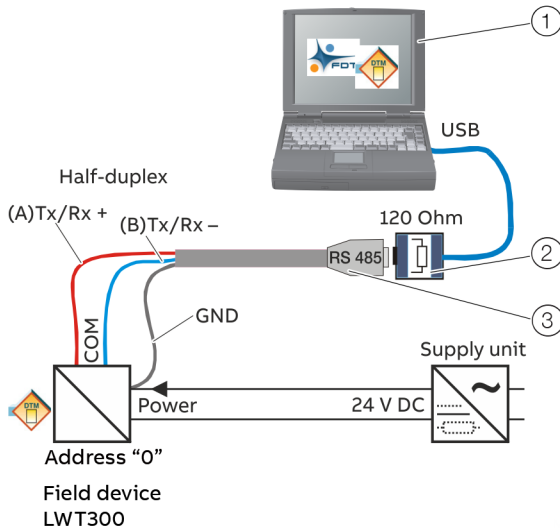 1
FDT
DTM
USB
Half-duplex
(A)Tx/Rx +
(B)Tx/Rx –
120 Ohm
RS 485
2
3
COM
GND
Supply unit
DTM
Power
24 V DC
Address “0”
Field device
LWT300